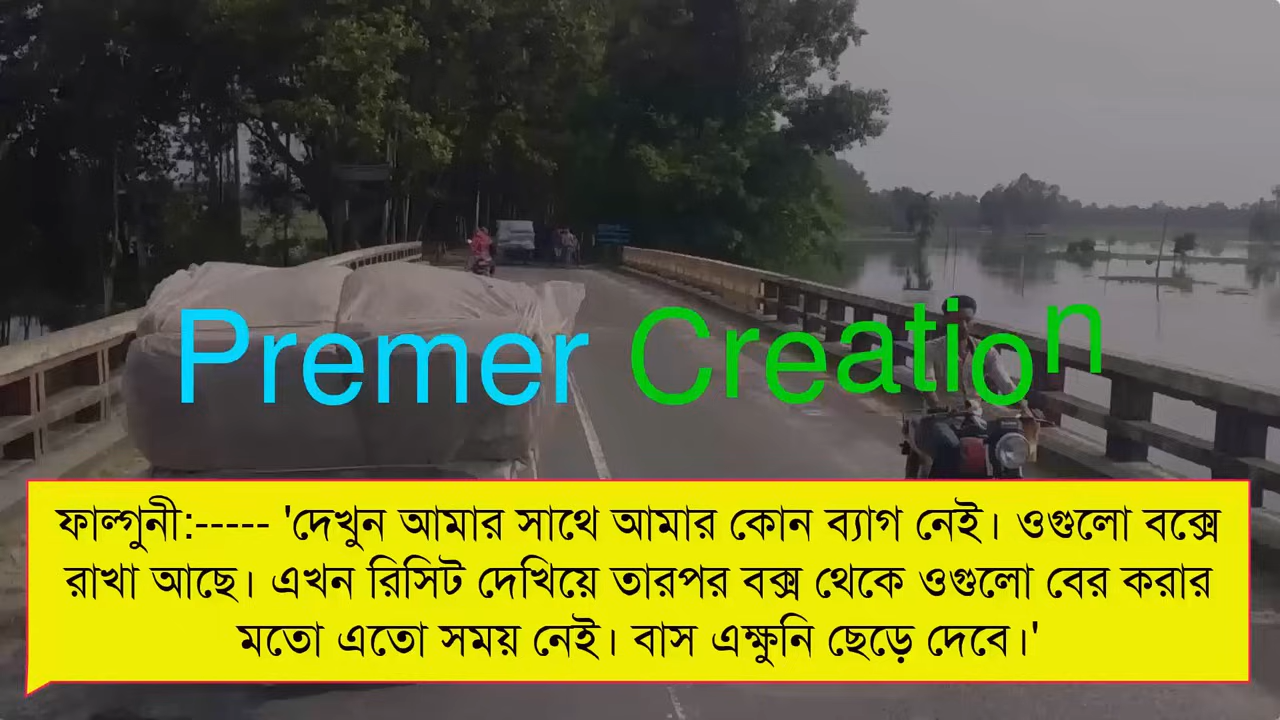 Premer Creation
ফাল্গুনী:----- 'দেখুন আমার সাথে আমার কোন ব্যাগ নেই। ওগুলো বক্সে
রাখা আছে। এখন রিসিট দেখিয়ে তারপর বক্স থেকে ওগুলো বের করার
মতো এতো সময় নেই। বাস এক্ষুনি ছেড়ে দেবে।'